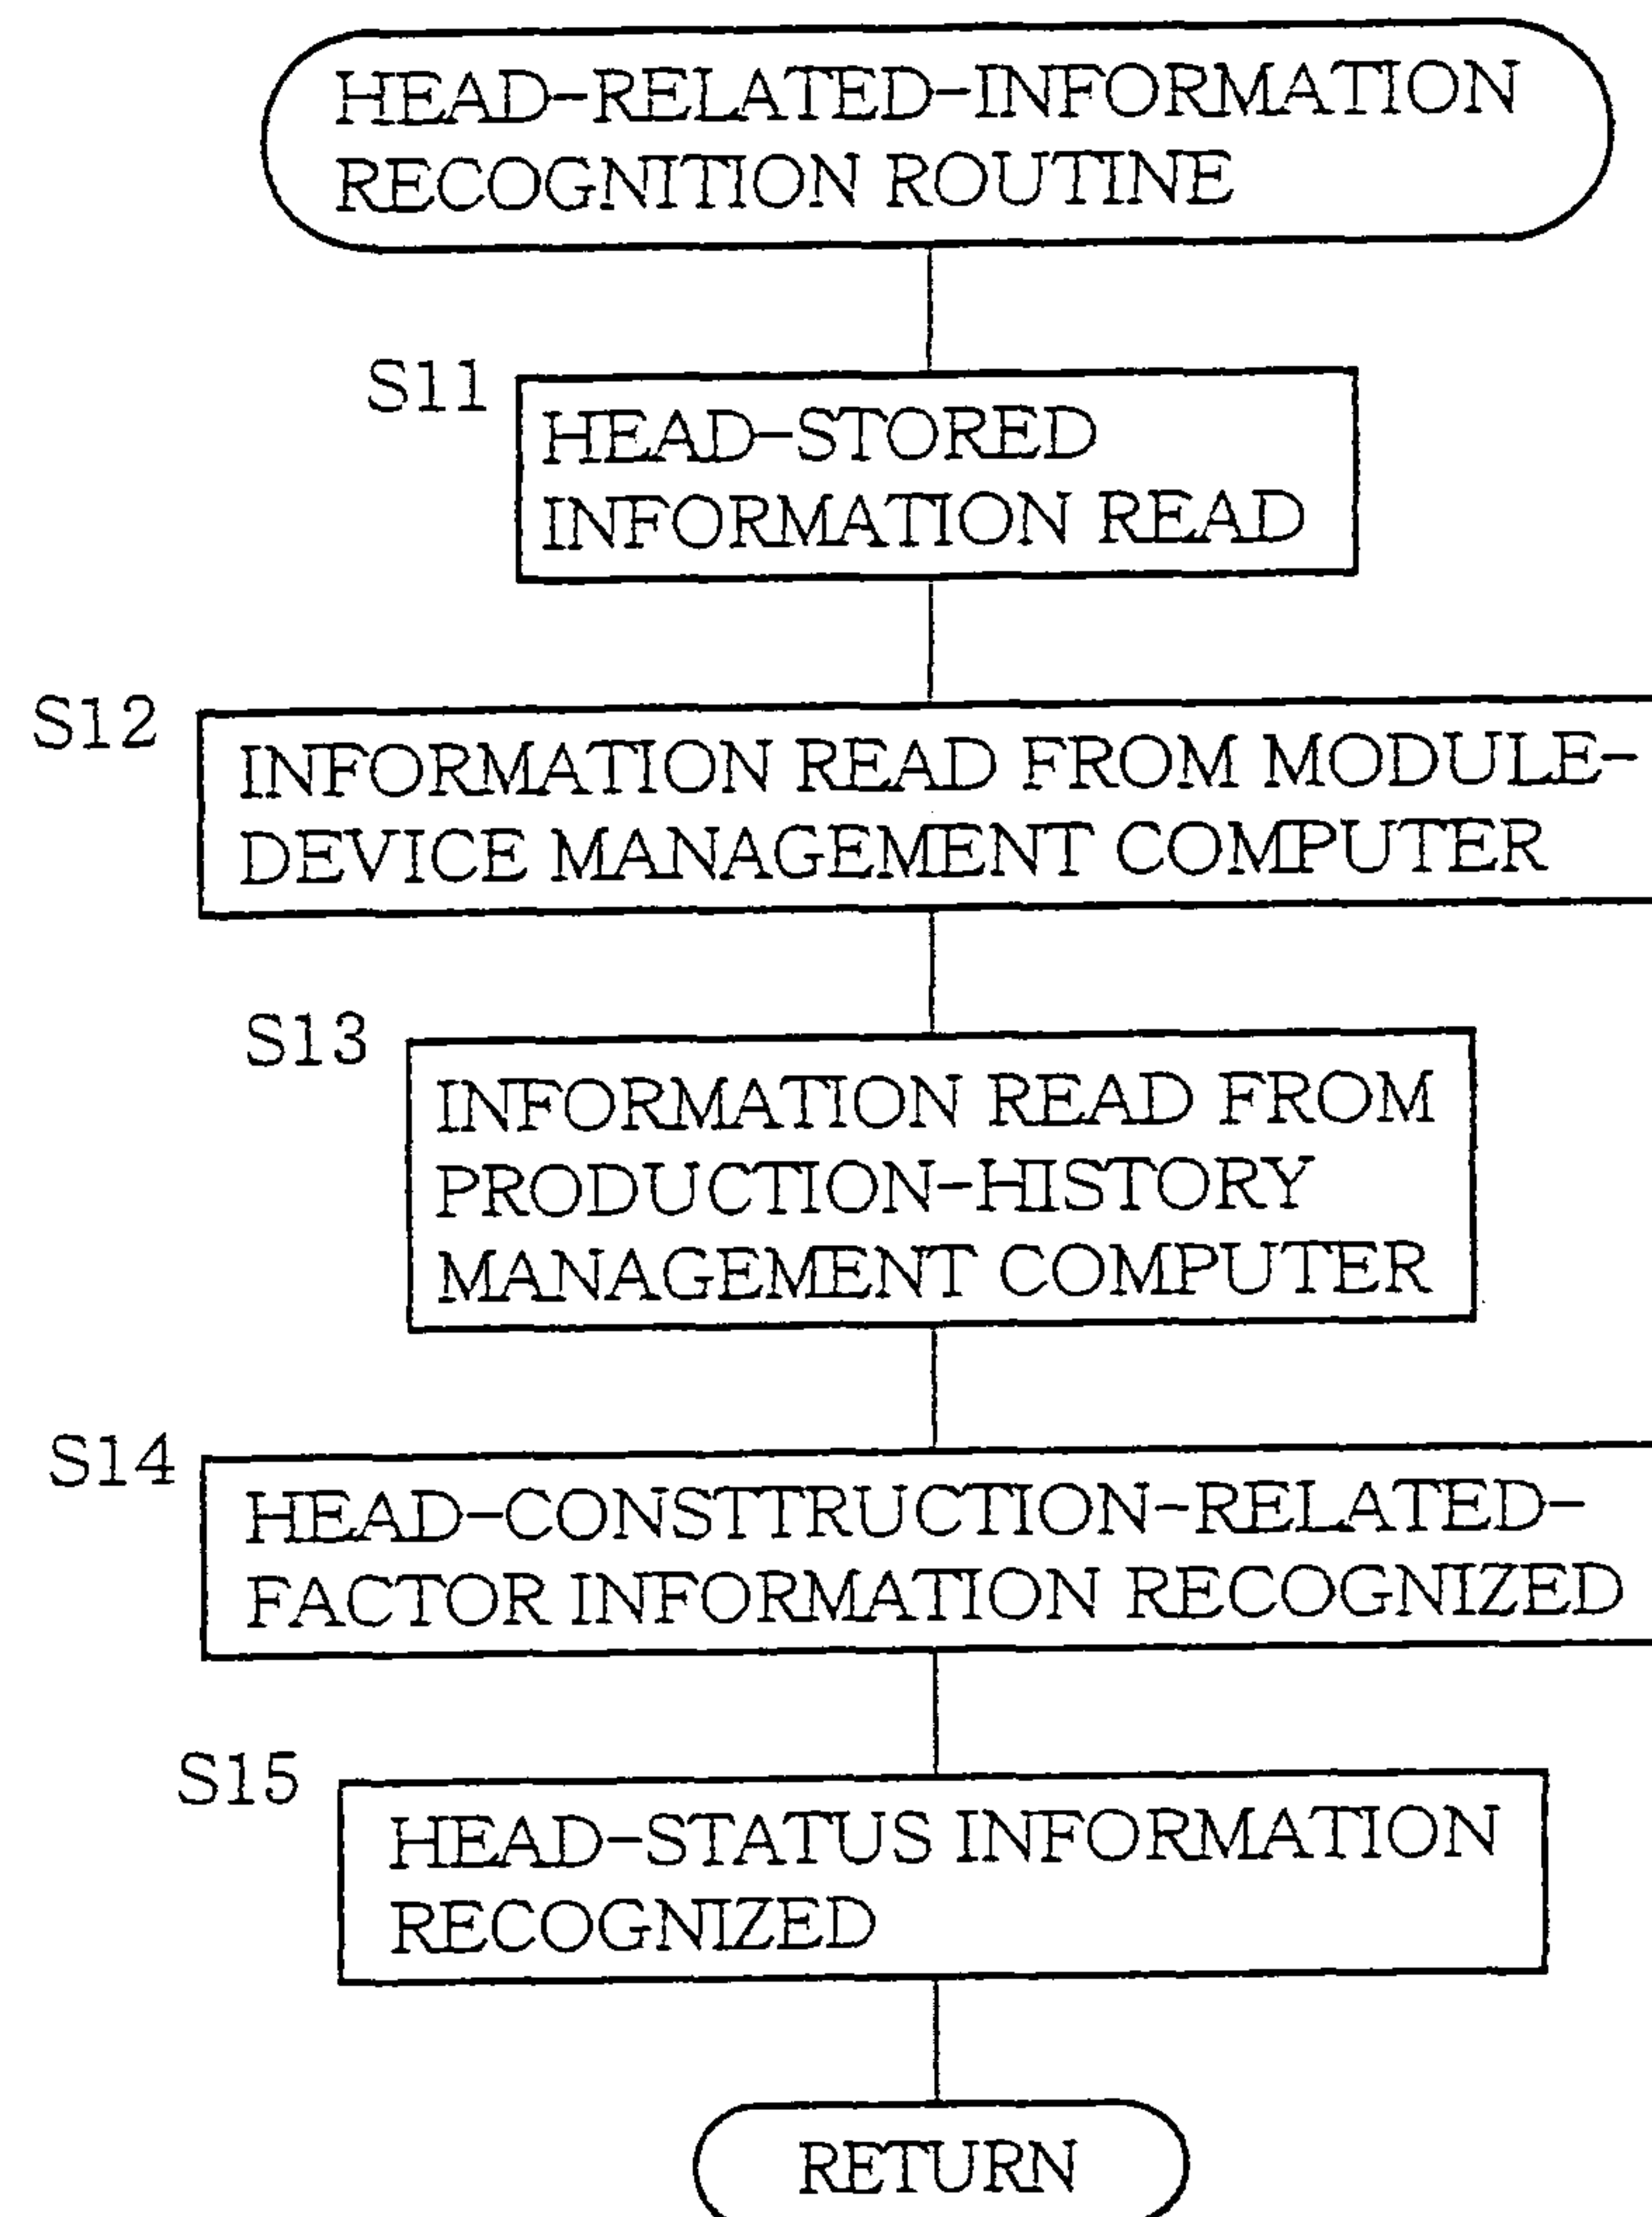 HEAD-RELATED-INFORMATION
RECOGNITION ROUTINE
S11
HEAD-STORED
INFORMATION READ
S12
INFORMATION READ FROM MODULE-
DEVICE MANAGEMENT COMPUTER
S13
INFORMATION READ FROM
PRODUCTION-HISTORY
MANAGEMENT COMPUTER
S14
HEAD-CONSTTRUCTION-RELATED-
FACTOR INFORMATION RECOGNIZED
S15
HEAD-STATUS INFORMATION
RECOGNIZED
RETURN